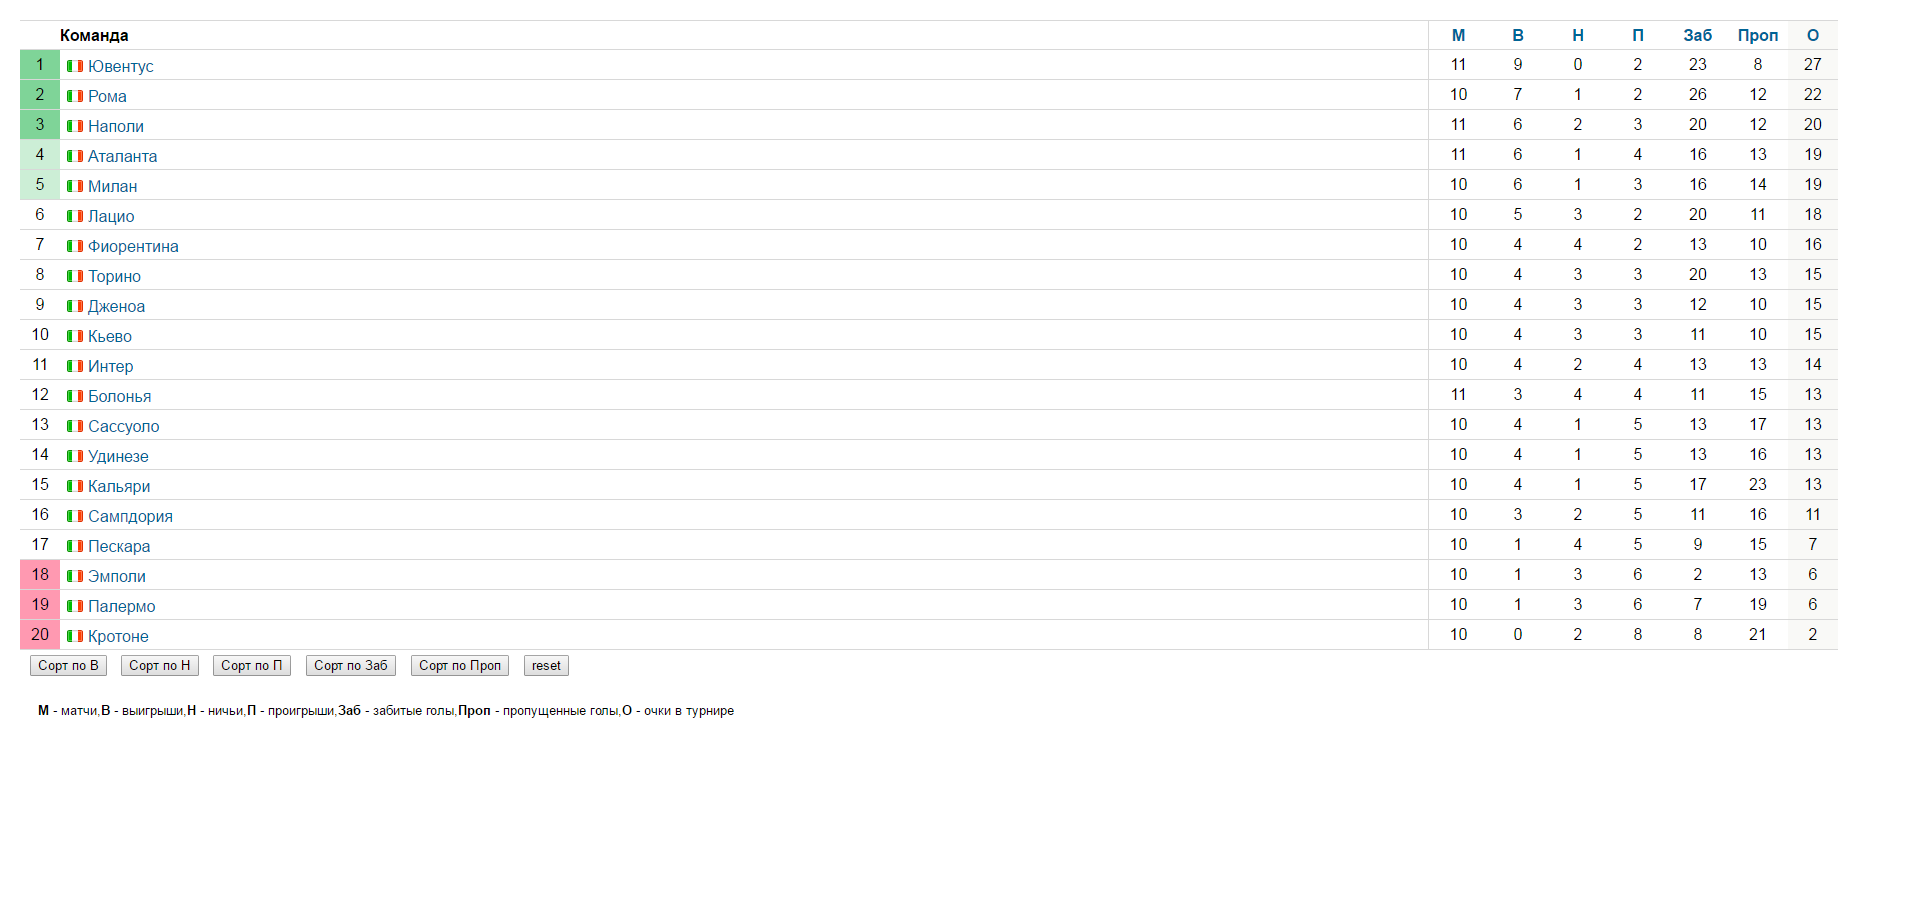 Команда М В Н П Заб Проп О
1 Ювентус 11 9 0 2 23 8 27
2 Рома 10 7 1 2 26 12 22
3 Наполи 11 6 2 3 20 12 20
4 Аталанта 11 6 1 4 16 13 19
5 Милан 10 6 1 3 16 14 19
6 Лацио 10 5 3 2 20 11 18
7 Фиорентина 10 4 4 2 13 10 16
8 Торино 10 4 3 3 20 13 15
9 Дженоа 10 4 3 3 12 10 15
10 Кьево 10 4 3 3 11 10 15
11 Интер 10 4 2 4 13 13 14
12 Болонья 11 3 4 4 11 15 13
13 Сассуоло 10 4 1 5 13 17 13
14 Удинезе 10 4 1 5 13 16 13
15 Кальяри 10 4 1 5 17 23 13
16 Сампдория 10 3 2 5 11 16 11
17 Пескара 10 1 4 5 9 15 7
18 Эмполи 10 1 3 6 2 13 6
19 Палермо 10 1 3 6 7 19 6
20 Кротоне 10 0 2 8 8 21 2
Сорт по В Сорт по Н Сорт по П Сорт по Заб Сорт по Проп reset
М - матчи,В - выигрыши,Н - ничьи,П - проигрыши,Заб - забитые голы,Проп - пропущенные голы,О - очки в турнире